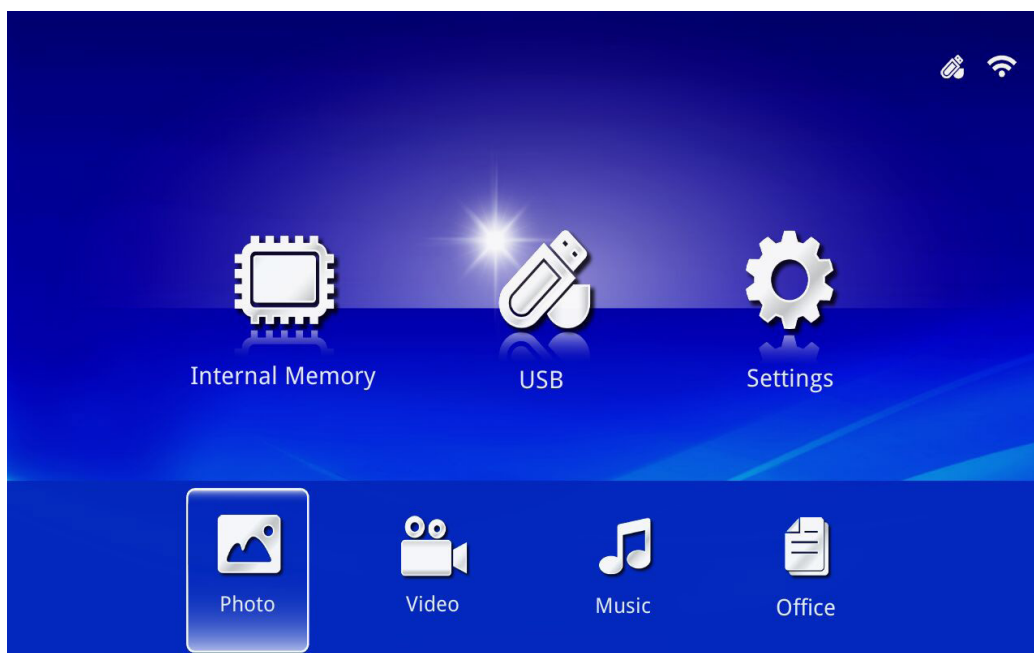 Internal Memory
USB
Settings
Photo
Video
Music
Office